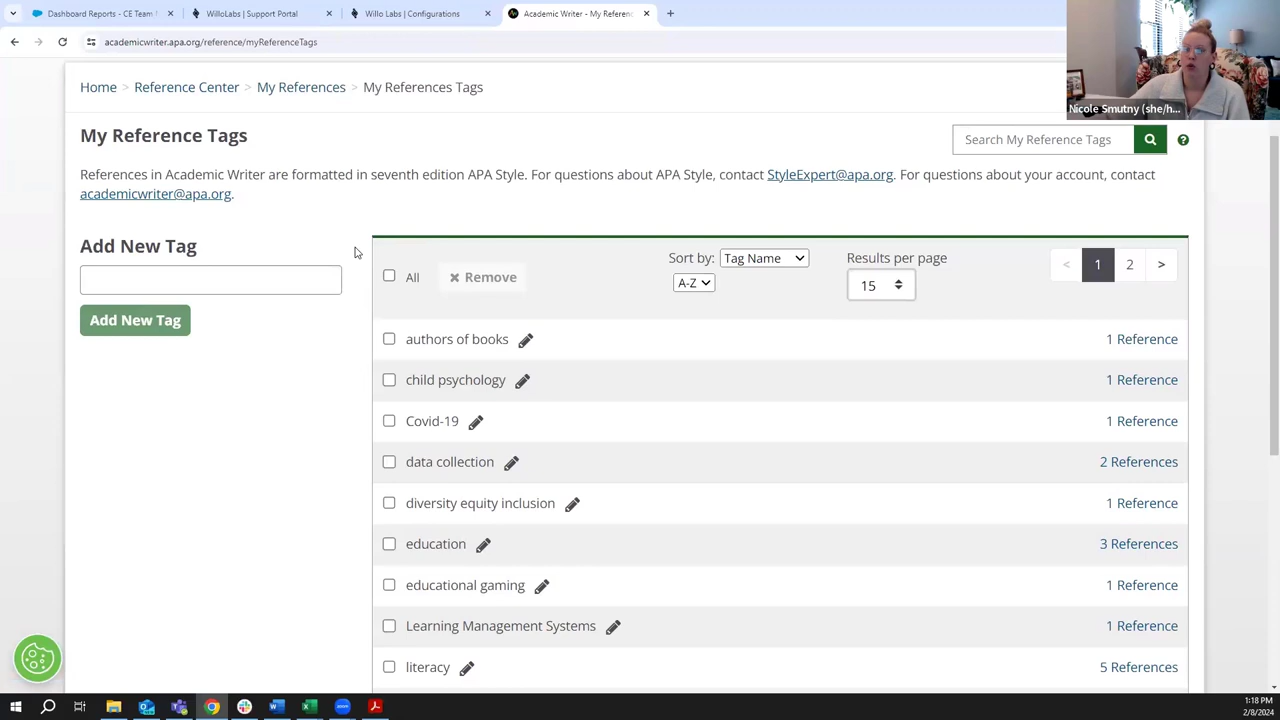 Dashboard Reports - CE Team
WilloLabs | Support Portal
Willo Labs | Configurations
Academic Writer - My Referenc
academicwriter.apa.org/reference/myReferenceTags
Nicole Smutny (she/h...
Home > Reference Center > My References > My References Tags
My Reference Tags
Search My Reference Tags
References in Academic Writer are formatted in seventh edition APA Style. For questions about APA Style, contact StyleExpert@apa.org. For questions about your account, contact
academicwriter@apa.org.
Add New Tag
Add New Tag
All
Remove
Sort by: Tag Name
A-Z
Results per page
15
< 1 2 >
authors of books 1 Reference
child psychology 1 Reference
Covid-19 1 Reference
data collection 2 References
diversity equity inclusion 1 Reference
education 3 References
educational gaming 1 Reference
Learning Management Systems 1 Reference
literacy 5 References
1:18 PM
2/8/2024